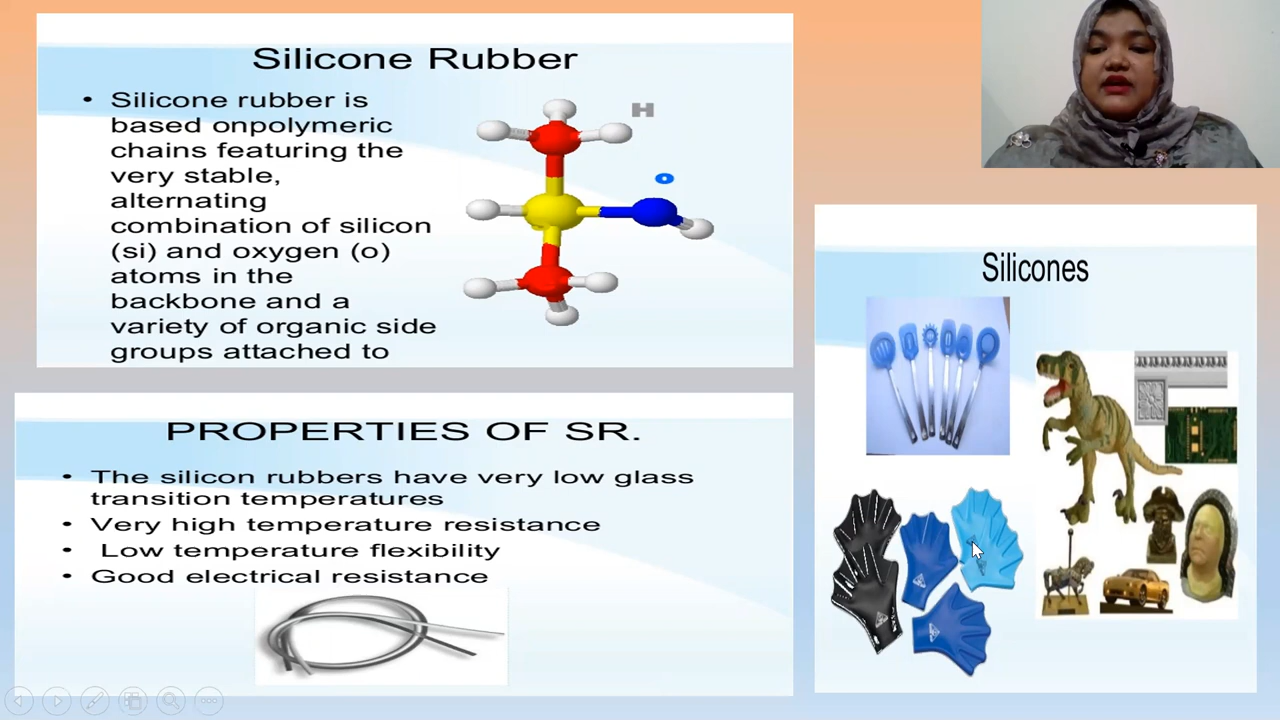 Silicone Rubber
• Silicone rubber is
based onpolymeric
chains featuring the
very stable,
alternating
combination of silicon
(si) and oxygen (o)
atoms in the
backbone and a
variety of organic side
groups attached to
H
o
PROPERTIES OF SR.
• The silicon rubbers have very low glass
transition temperatures
• Very high temperature resistance
• Low temperature flexibility
• Good electrical resistance
Silicones